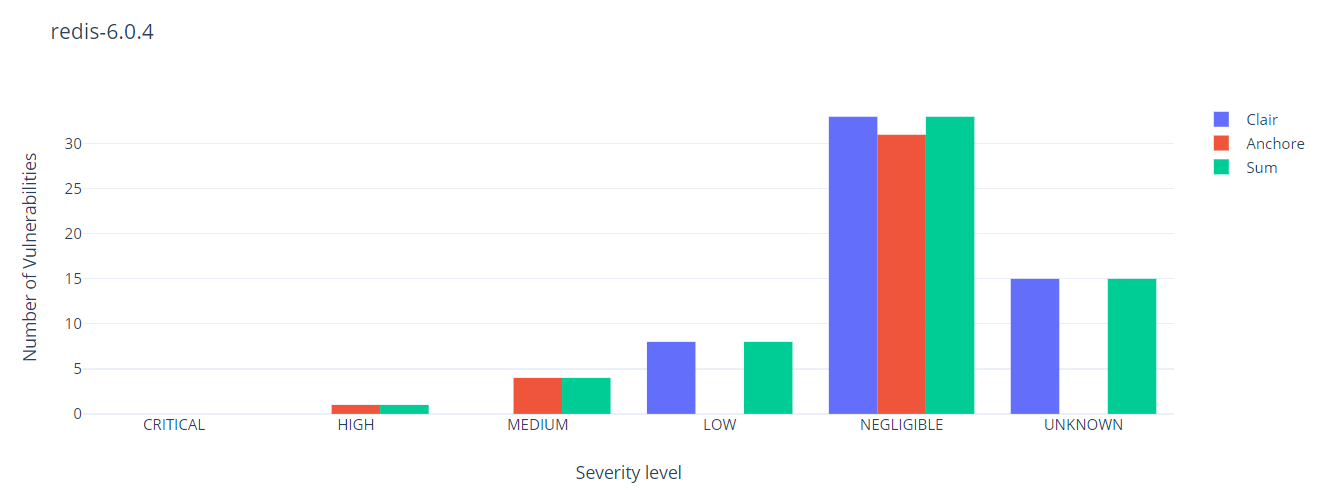 redis-6.0.4
Number of Vulnerabilities
30
25
20
15
10
5
0
CRITICAL HIGH MEDIUM LOW NEGLIGIBLE UNKNOWN
Severity level
Clair
Anchore
Sum